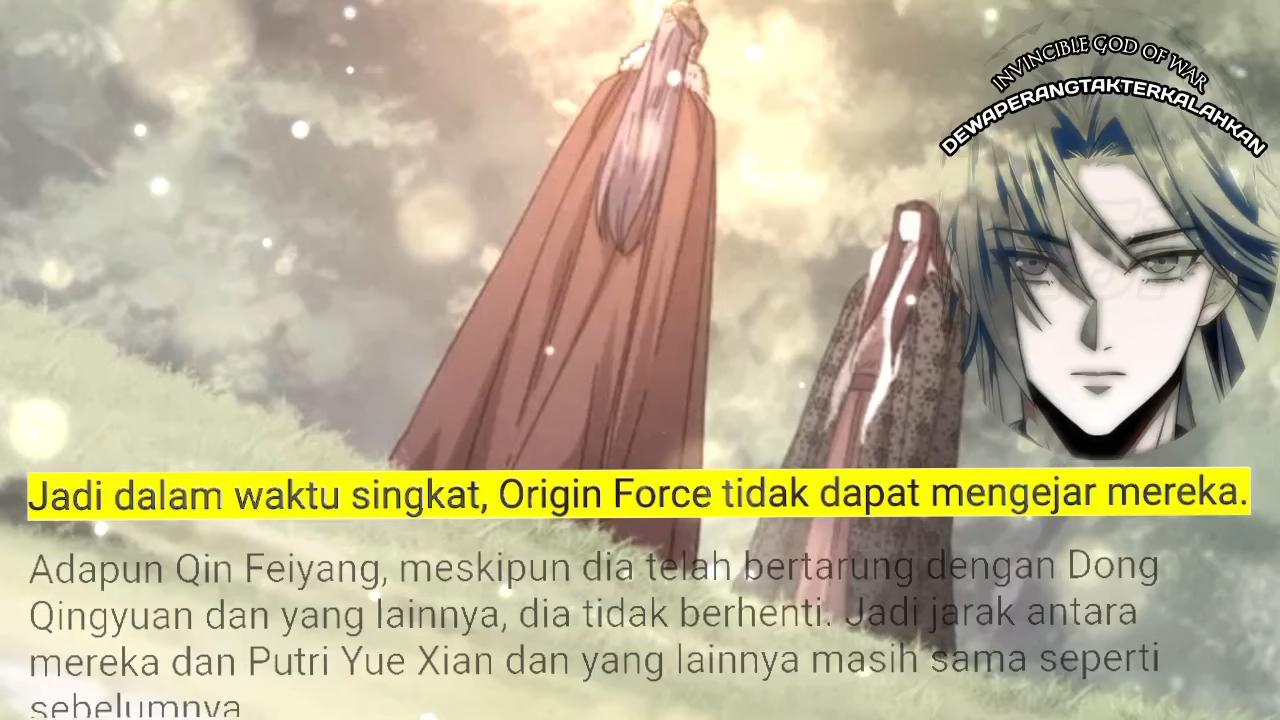 INVINCIBLE GOD OF WAR
DEWAPERANGTAKTERKALAHKAN
Jadi dalam waktu singkat, Origin Force tidak dapat mengejar mereka.
Adapun Qin Feiyang, meskipun dia telah bertarung dengan Dong
Qingyuan dan yang lainnya, dia tidak berhenti. Jadi jarak antara
mereka dan Putri Yue Xian dan yang lainnya masih sama seperti
sebelumnya